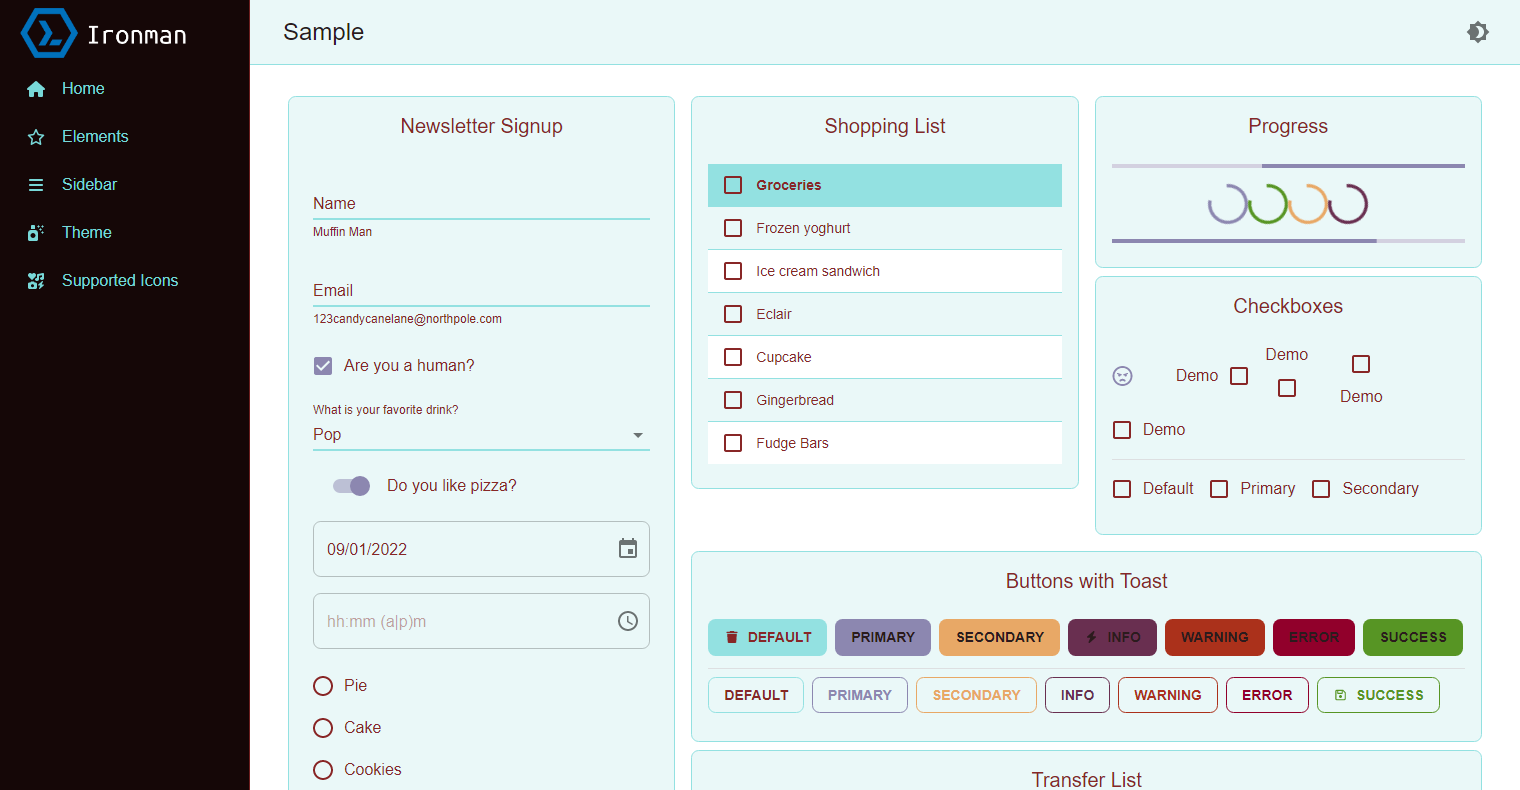 Ironman
Home
Elements
Sidebar
Theme
Supported Icons
Sample
Newsletter Signup
Name
Muffin Man
Email
123candycanelane@northpole.com
Are you a human?
What is your favorite drink?
Pop
Do you like pizza?
09/01/2022
hh:mm (a|p)m
Pie
Cake
Cookies
Shopping List
Groceries
Frozen yoghurt
Ice cream sandwich
Eclair
Cupcake
Gingerbread
Fudge Bars
Progress
Checkboxes
Demo
Demo
Demo
Demo
Default Primary Secondary
Buttons with Toast
DEFAULT PRIMARY SECONDARY INFO WARNING ERROR SUCCESS
DEFAULT PRIMARY SECONDARY INFO WARNING ERROR SUCCESS
Transfer List